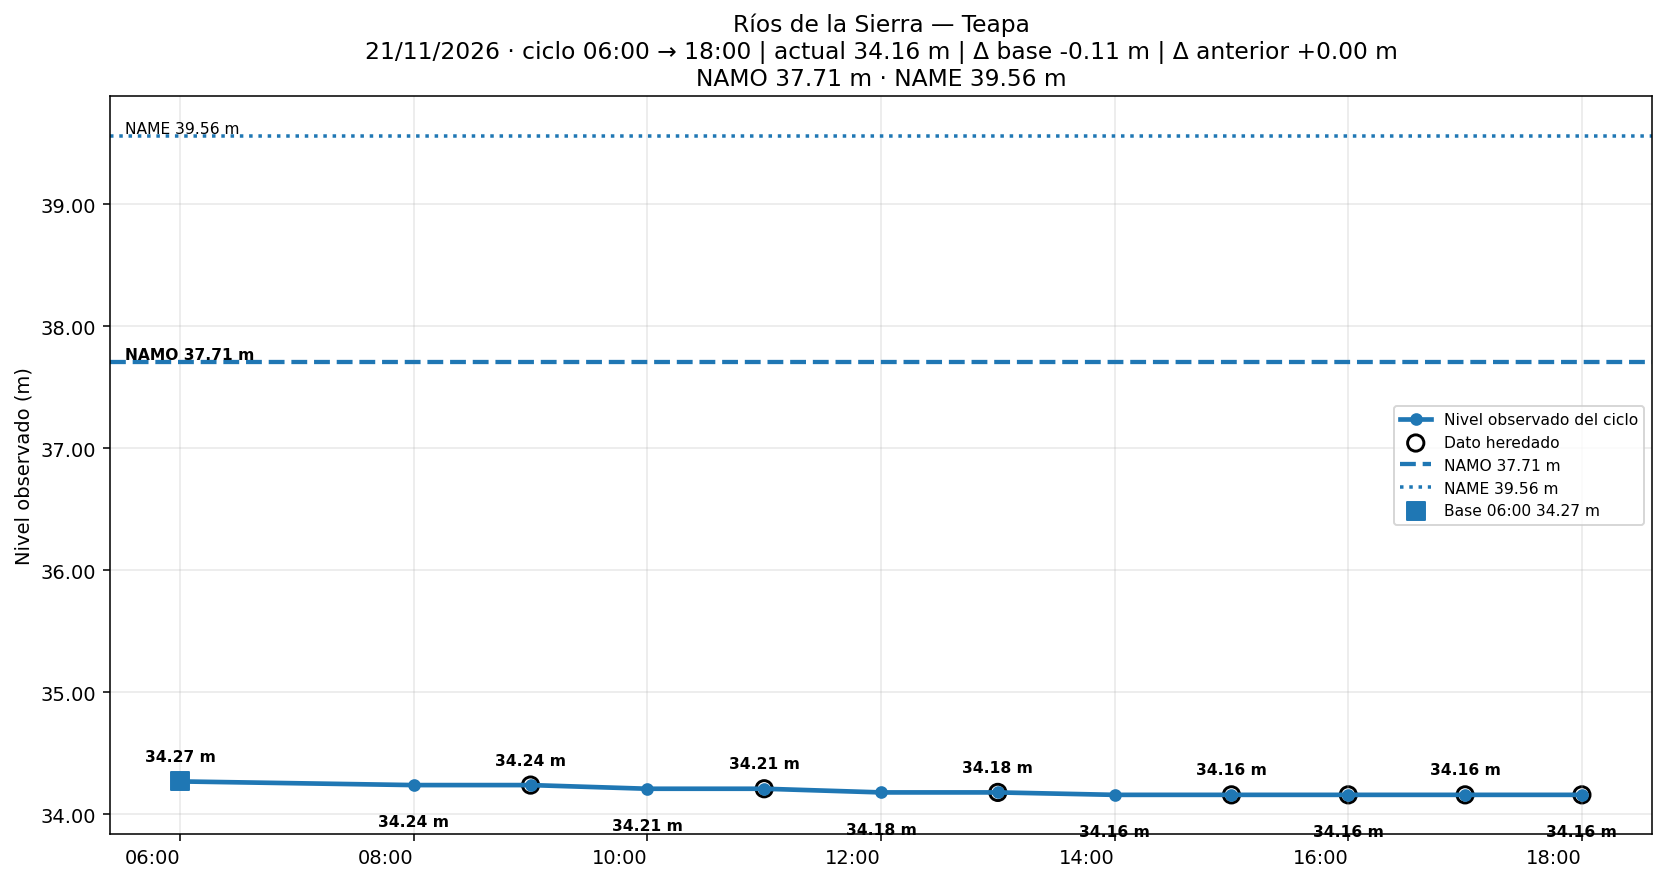 Ríos de la Sierra — Teapa
21/11/2026 · ciclo 06:00 → 18:00 | actual 34.16 m | Δ base -0.11 m | Δ anterior +0.00 m
NAMO 37.71 m · NAME 39.56 m
NAME 39.56 m
39.00
38.00
NAMO 37.71 m
37.00
36.00
35.00
34.00
Nivel observado (m)
Nivel observado del ciclo
Dato heredado
NAMO 37.71 m
NAME 39.56 m
Base 06:00 34.27 m
34.27 m
34.24 m
34.24 m
34.21 m
34.21 m
34.18 m
34.18 m
34.16 m
34.16 m
34.16 m
34.16 m
34.16 m
06:00
08:00
10:00
12:00
14:00
16:00
18:00